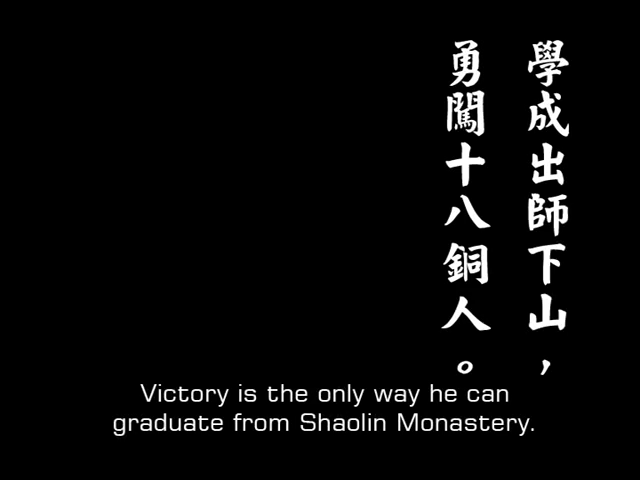 學成出師下山，
勇闖十八銅人。
Victory is the only way he can
graduate from Shaolin Monastery.